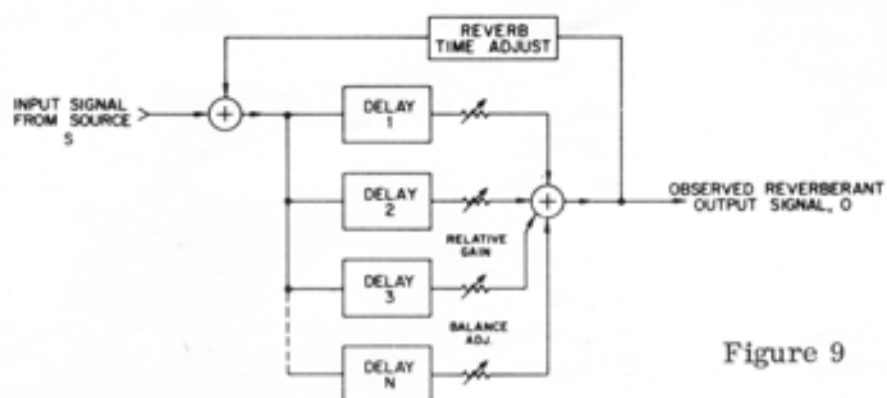 REVERB
TIME ADJUST
INPUT SIGNAL
FROM SOURCE
S
DELAY
1
DELAY
2
OBSERVED REVERBERANT
OUTPUT SIGNAL, O
RELATIVE
GAIN
DELAY
3
BALANCE
ADJ.
DELAY
N
Figure 9